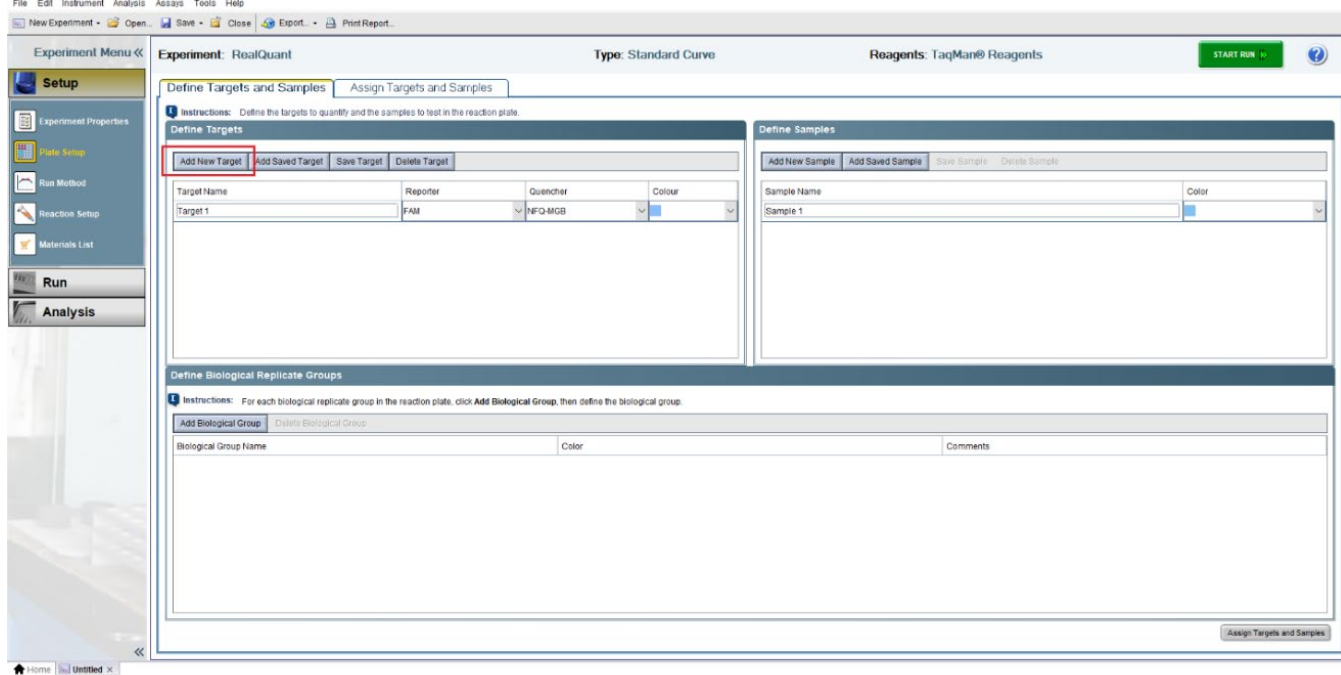 File Edit Instrument Analysis Assays Tools Help
New Experiment Open... Save Close Export... Print Report...
Experiment Menu «
Experiment: RealQuant Type: Standard Curve Reagents: TaqMan® Reagents START RUN
Setup
Experiment Properties
Plate Setup
Run Method
Reaction Setup
Materials List
Run
Analysis
Define Targets and Samples Assign Targets and Samples
Instructions: Define the targets to quantify and the samples to test in the reaction plate.
Define Targets
Add New Target Add Saved Target Save Target Delete Target
Target Name Reporter Quencher Colour
Target 1 FAM NFQ-MGB
Define Samples
Add New Sample Add Saved Sample Save Sample Delete Sample
Sample Name Color
Sample 1
Define Biological Replicate Groups
Instructions: For each biological replicate group in the reaction plate, click Add Biological Group, then define the biological group.
Add Biological Group Delete Biological Group
Biological Group Name Color Comments
Assign Targets and Samples
«
Home Untitled ×